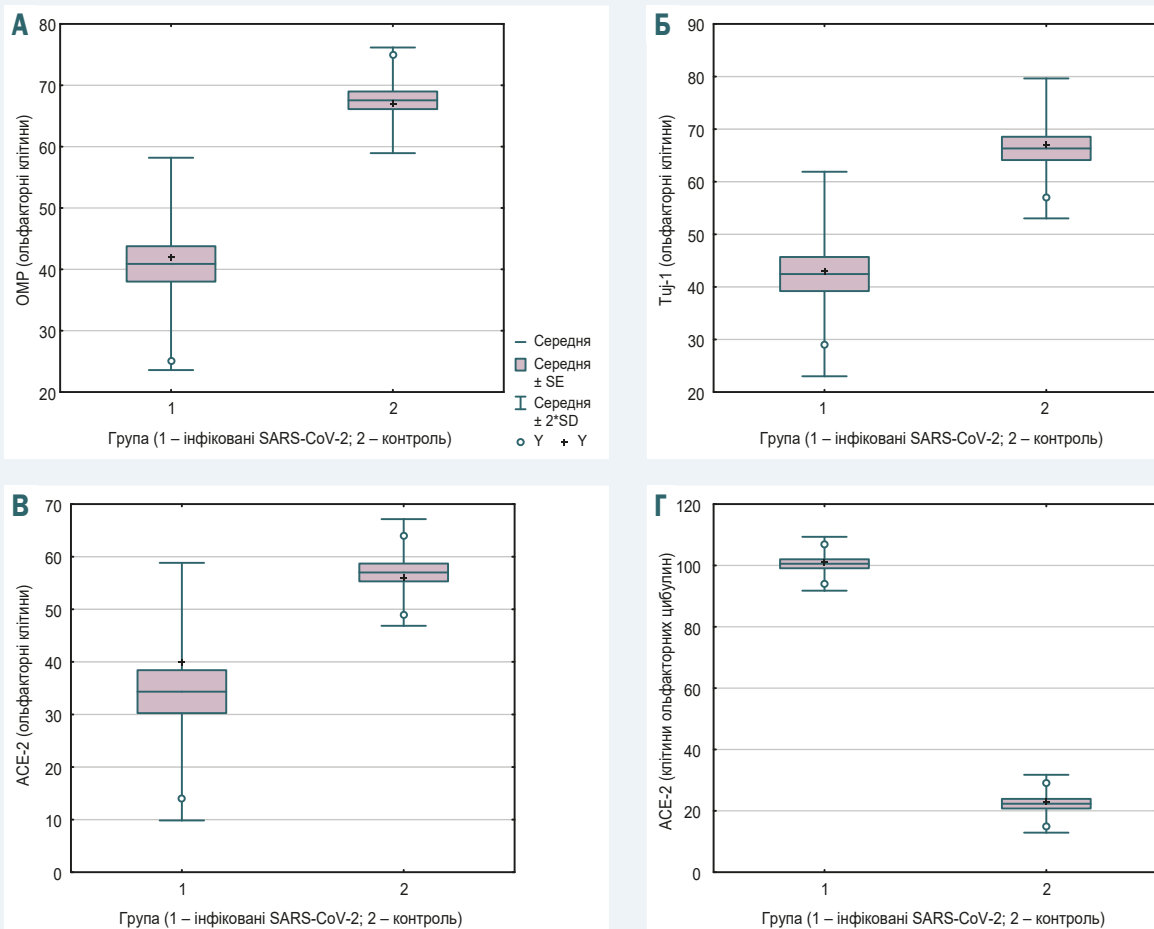 А
80
70
60
50
40
30
20
OMP (ольфакторні клітини)
1
2
Група (1 – інфіковані SARS-CoV-2; 2 – контроль)
Середня
Середня
± SE
Середня
± 2*SD
Y
Y
Б
90
80
70
60
50
40
30
20
Tuj-1 (ольфакторні клітини)
1
2
Група (1 – інфіковані SARS-CoV-2; 2 – контроль)
В
70
60
50
40
30
20
10
0
ACE-2 (ольфакторні клітини)
1
2
Група (1 – інфіковані SARS-CoV-2; 2 – контроль)
Г
120
100
80
60
40
20
0
ACE-2 (клітини ольфакторних цибулин)
1
2
Група (1 – інфіковані SARS-CoV-2; 2 – контроль)